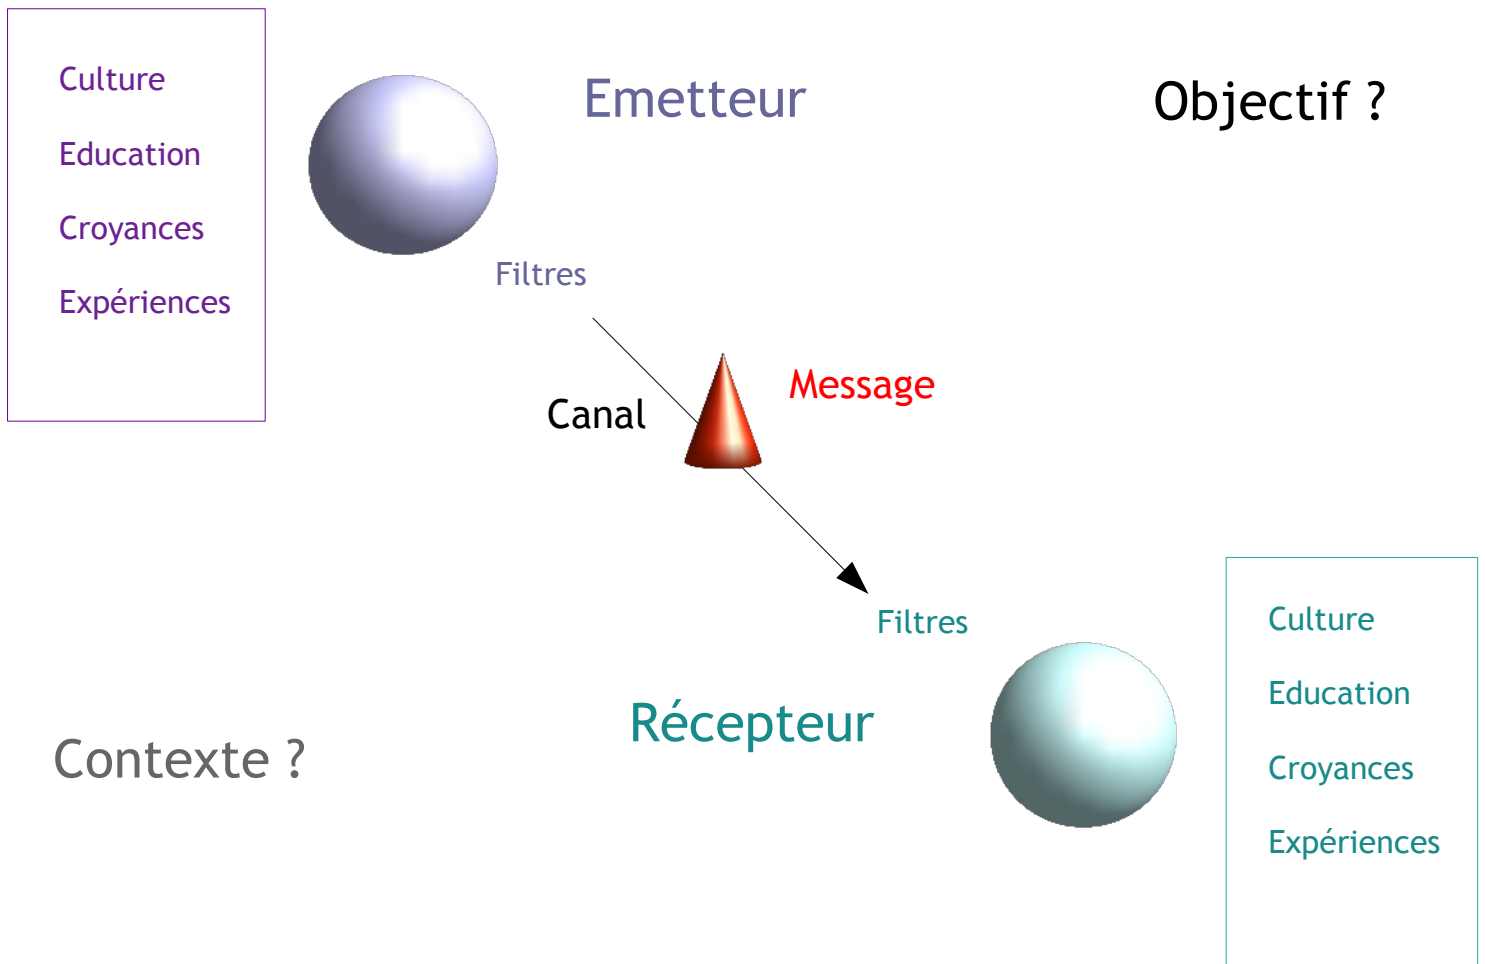 Culture
Education
Croyances
Expériences
Emetteur
Objectif ?
Filtres
Canal
Message
Filtres
Récepteur
Contexte ?
Culture
Education
Croyances
Expériences